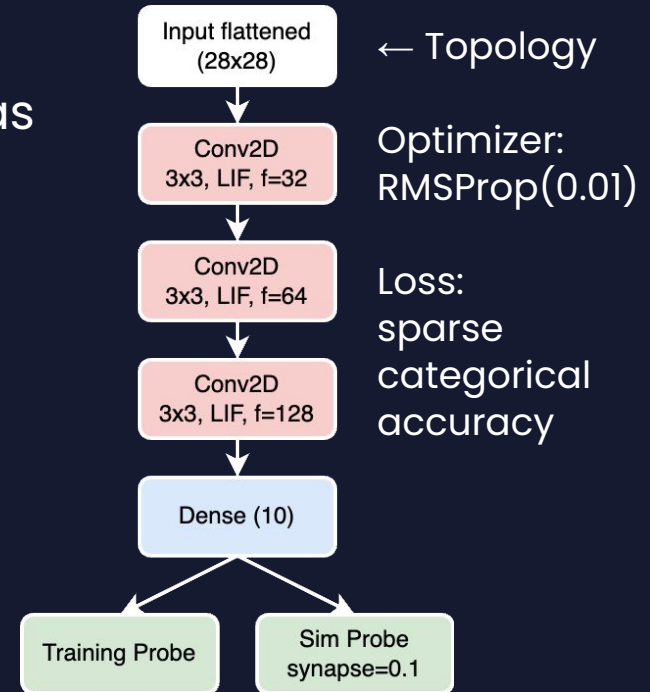 Input flattened
(28x28)
← Topology
Conv2D
3x3, LIF, f=32
Optimizer:
RMSProp(0.01)
Conv2D
3x3, LIF, f=64
Loss:
sparse
categorical
accuracy
Conv2D
3x3, LIF, f=128
Dense (10)
Training Probe
Sim Probe
synapse=0.1